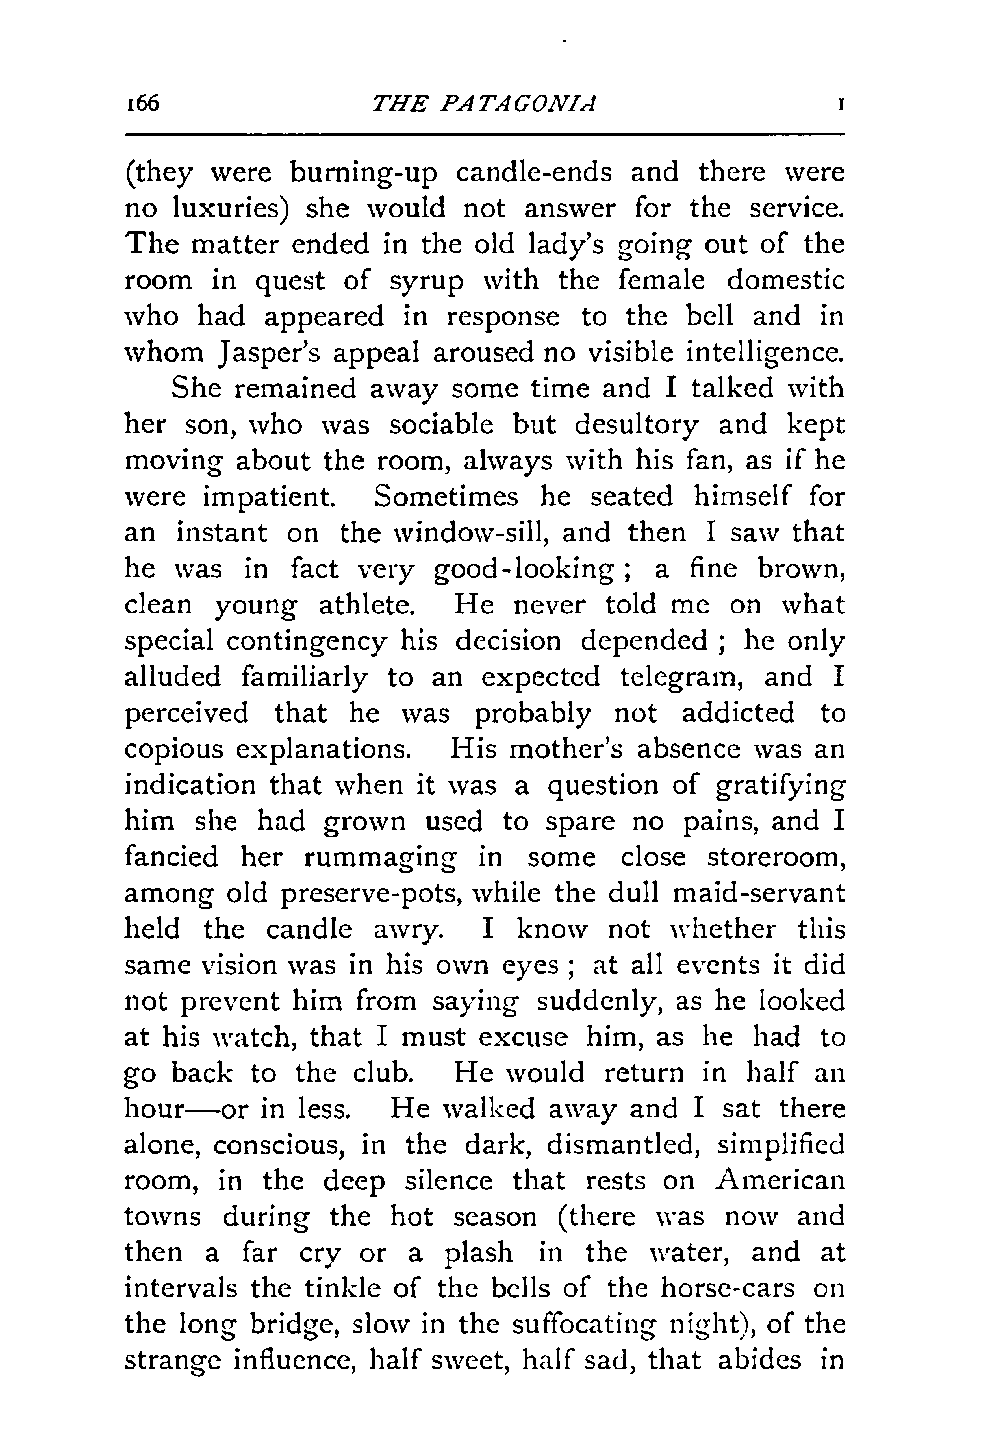 166 THE PATAGONIA I
(they were burning-up candle-ends and there were
no luxuries) she would not answer for the service.
The matter ended in the old lady's going out of the
room in quest of syrup with the female domestic
who had appeared in response to the bell and in
whom Jasper's appeal aroused no visible intelligence.
She remained away some time and I talked with
her son, who was sociable but desultory and kept
moving about the room, always with his fan, as if he
were impatient. Sometimes he seated himself for
an instant on the window-sill, and then I saw that
he was in fact very good-looking ; a fine brown,
clean young athlete. He never told me on what
special contingency his decision depended ; he only
alluded familiarly to an expected telegram, and I
perceived that he was probably not addicted to
copious explanations. His mother's absence was an
indication that when it was a question of gratifying
him she had grown used to spare no pains, and I
fancied her rummaging in some close storeroom,
among old preserve-pots, while the dull maid-servant
held the candle awry. I know not whether this
same vision was in his own eyes ; at all events it did
not prevent him from saying suddenly, as he looked
at his watch, that I must excuse him, as he had to
go back to the club. He would return in half an
hour—or in less. He walked away and I sat there
alone, conscious, in the dark, dismantled, simplified
room, in the deep silence that rests on American
towns during the hot season (there was now and
then a far cry or a plash in the water, and at
intervals the tinkle of the bells of the horse-cars on
the long bridge, slow in the suffocating night), of the
strange influence, half sweet, half sad, that abides in